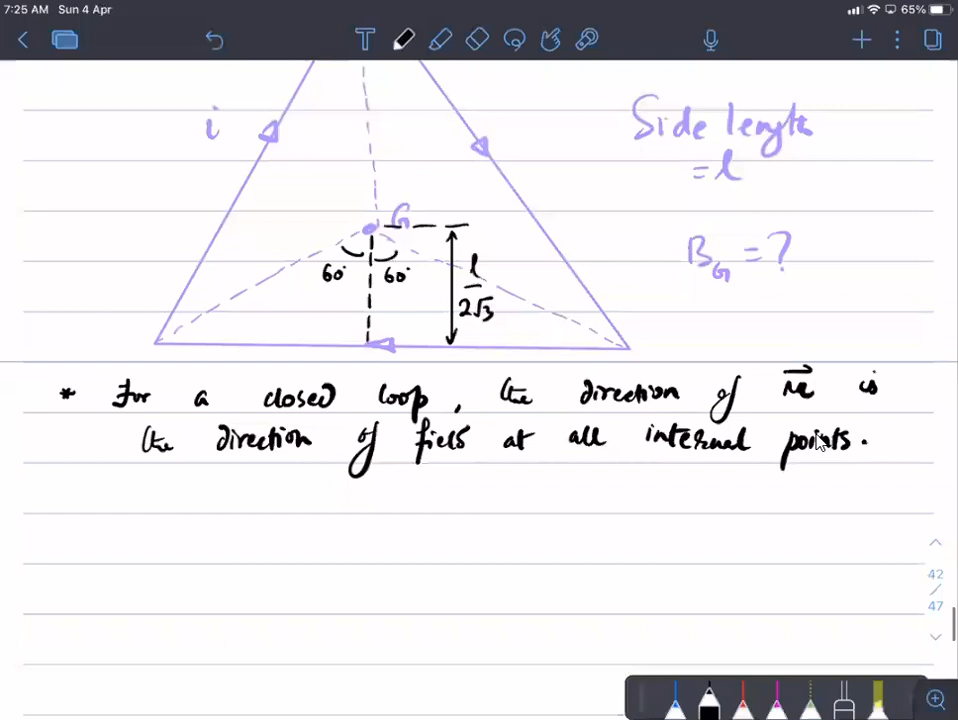 7:25 AM Sun 4 Apr
65%
T
i
Side length
= l
G
B_G = ?
60° 60°
l
2√3
* For a closed loop, the direction of M is
the direction of field at all internal points.
42
/
47